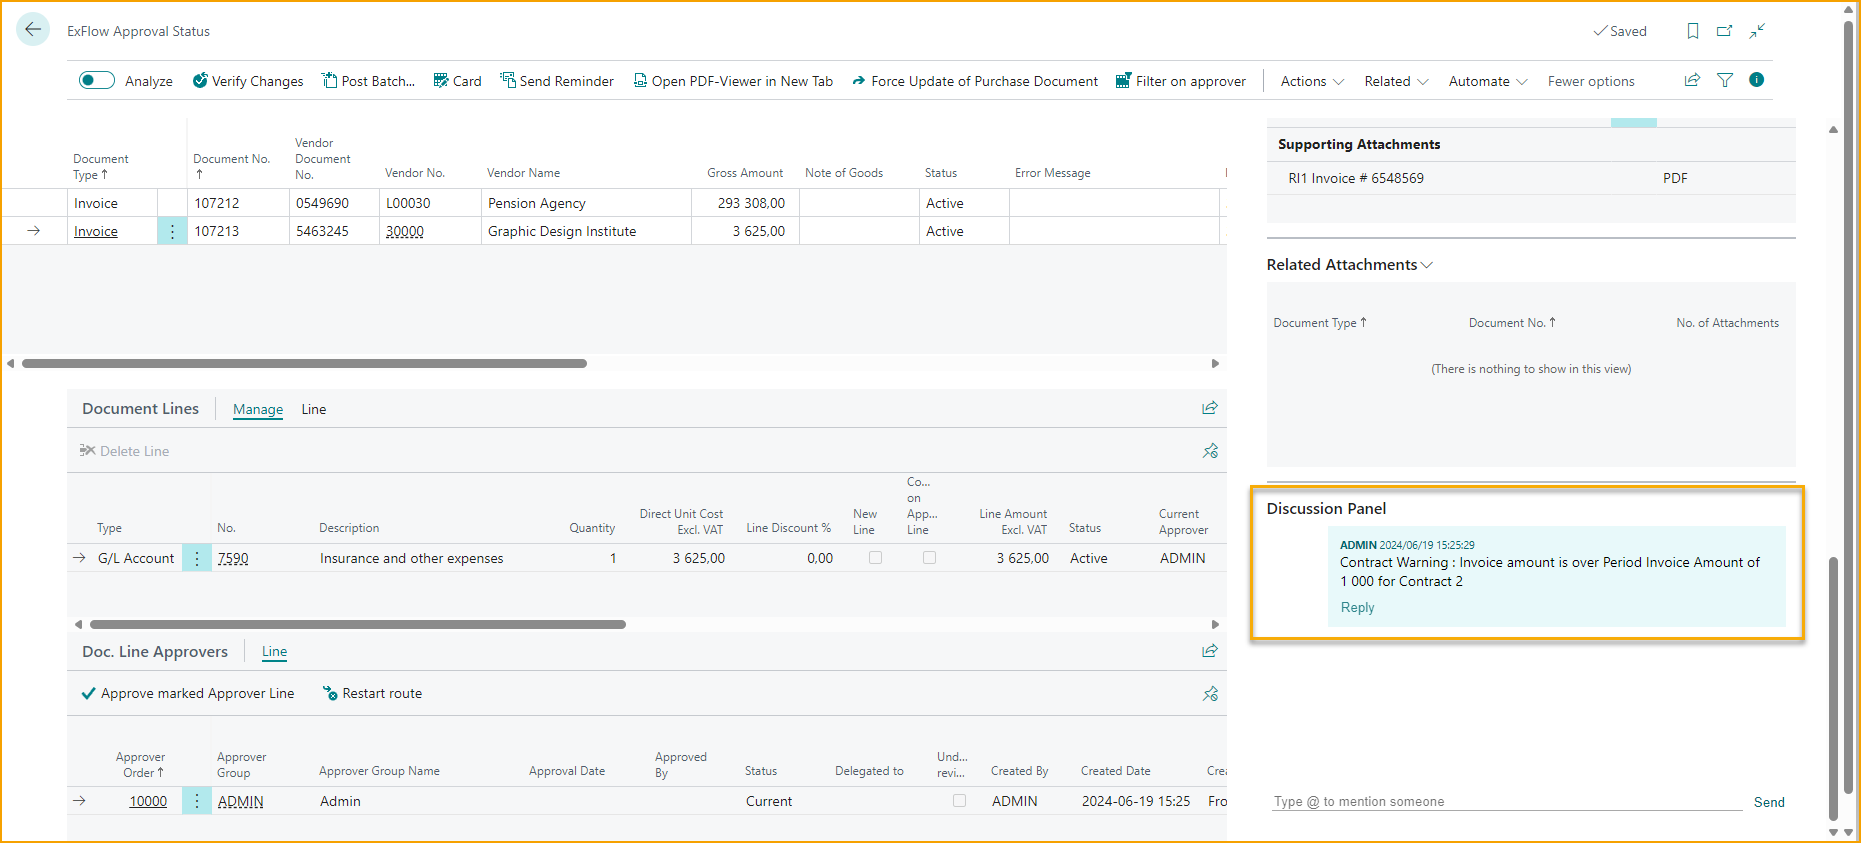 ExFlow Approval Status
Saved
Analyze Verify Changes Post Batch... Card Send Reminder Open PDF-Viewer in New Tab Force Update of Purchase Document Filter on approver Actions Related Automate Fewer options
Document Type ↑ Document No. ↑ Vendor Document No. Vendor No. Vendor Name Gross Amount Note of Goods Status Error Message
Invoice 107212 0549690 L00030 Pension Agency 293 308,00 Active
Invoice 107213 5463245 30000 Graphic Design Institute 3 625,00 Active
Document Lines Manage Line
Delete Line
Type No. Description Quantity Direct Unit Cost Excl. VAT Line Discount % New Line Co... on App... Line Line Amount Excl. VAT Status Current Approver
G/L Account 7590 Insurance and other expenses 1 3 625,00 0,00 3 625,00 Active ADMIN
Doc. Line Approvers Line
Approve marked Approver Line Restart route
Approver Order ↑ Approver Group Approver Group Name Approval Date Approved By Status Delegated to Und... revi... Created By Created Date Crea
10000 ADMIN Admin Current ADMIN 2024-06-19 15:25 Fro
Supporting Attachments
RI1 Invoice # 6548569 PDF
Related Attachments
Document Type ↑ Document No. ↑ No. of Attachments
(There is nothing to show in this view)
Discussion Panel
ADMIN 2024/06/19 15:25:29
Contract Warning : Invoice amount is over Period Invoice Amount of
1 000 for Contract 2
Reply
Type @ to mention someone Send